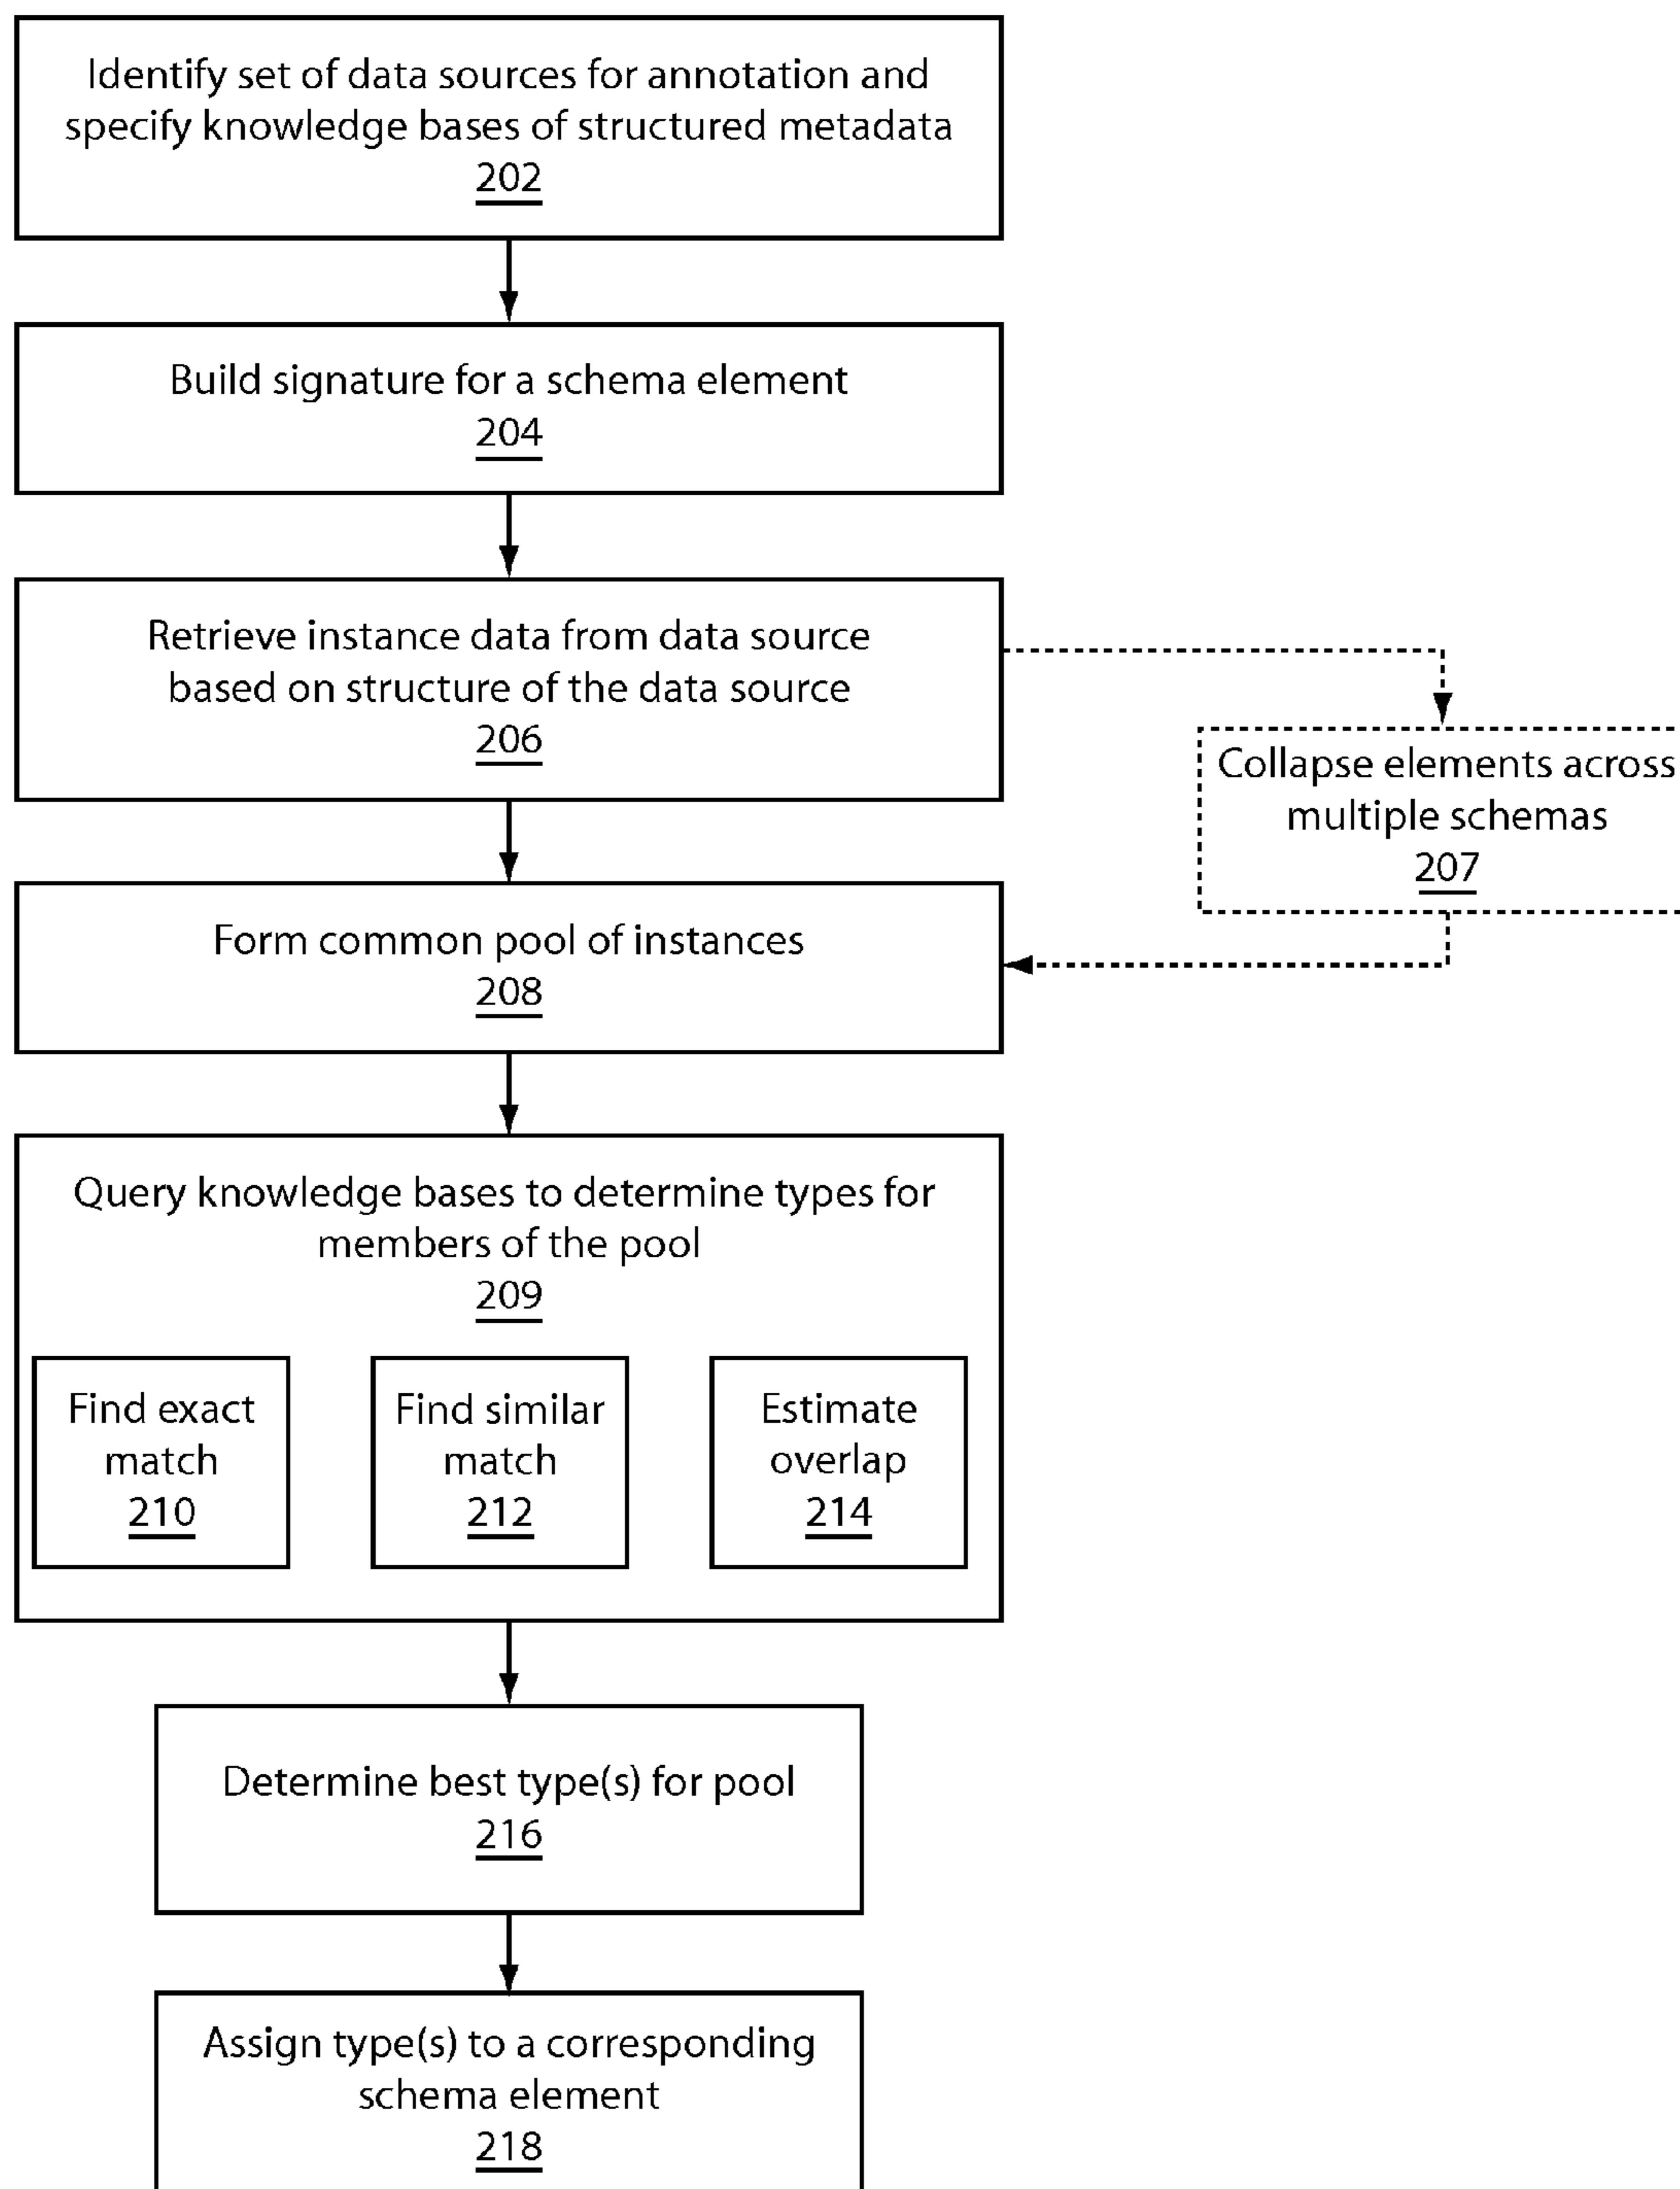 Identify set of data sources for annotation and
specify knowledge bases of structured metadata
202
Build signature for a schema element
204
Retrieve instance data from data source
based on structure of the data source
206
Collapse elements across
multiple schemas
207
Form common pool of instances
208
Query knowledge bases to determine types for
members of the pool
209
Find exact
match
210
Find similar
match
212
Estimate
overlap
214
Determine best type(s) for pool
216
Assign type(s) to a corresponding
schema element
218